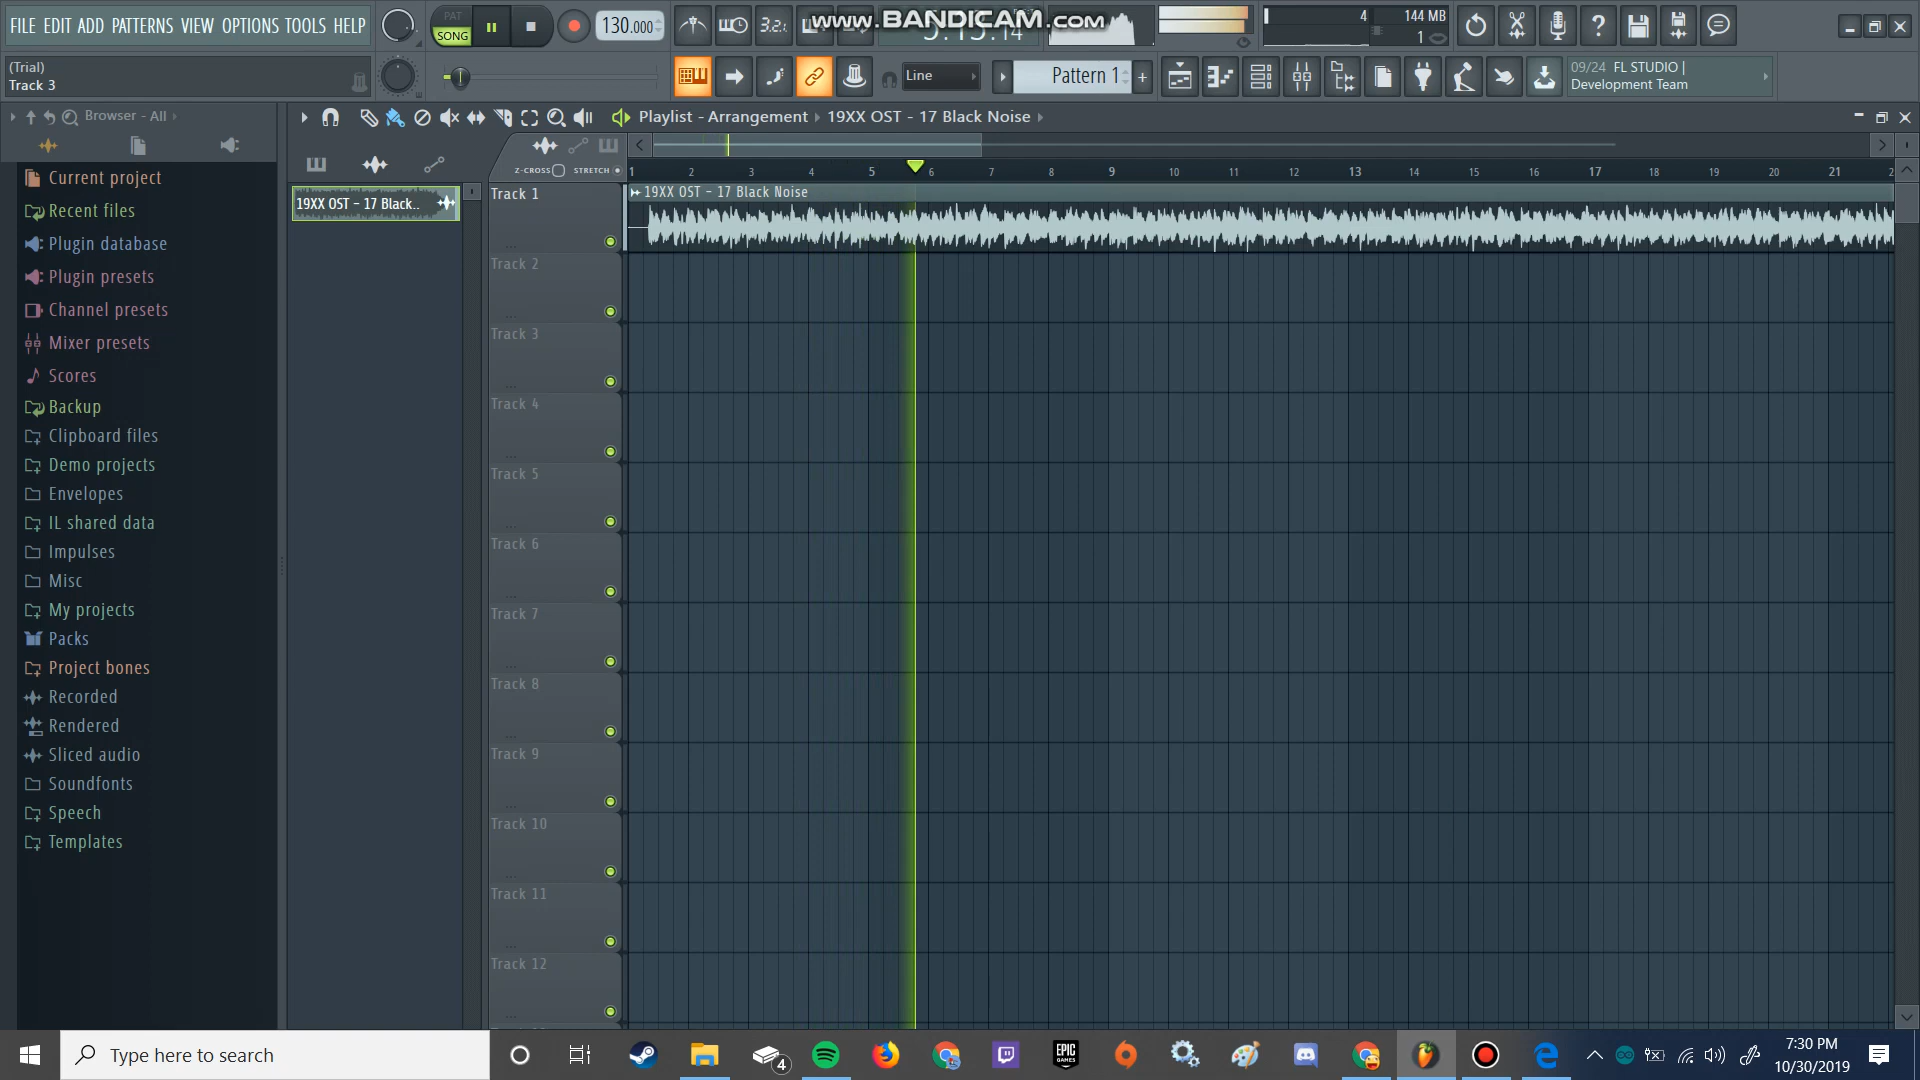 FILE EDIT ADD PATTERNS VIEW OPTIONS TOOLS HELP
PAT
SONG
130.000
www.BANDICAM.com
4
144 MB
1
(Trial)
Track 3
Line
Pattern 1
09/24 FL STUDIO |
Development Team
Browser - All
Playlist - Arrangement › 19XX OST - 17 Black Noise
Z-CROSS
STRETCH
1 2 3 4 5 6 7 8 9 10 11 12 13 14 15 16 17 18 19 20 21
Current project
Recent files
Plugin database
Plugin presets
Channel presets
Mixer presets
Scores
Backup
Clipboard files
Demo projects
Envelopes
IL shared data
Impulses
Misc
My projects
Packs
Project bones
Recorded
Rendered
Sliced audio
Soundfonts
Speech
Templates
19XX OST - 17 Black..
Track 1
19XX OST - 17 Black Noise
Track 2
Track 3
Track 4
Track 5
Track 6
Track 7
Track 8
Track 9
Track 10
Track 11
Track 12
Type here to search
4
EPIC
GAMES
7:30 PM
10/30/2019